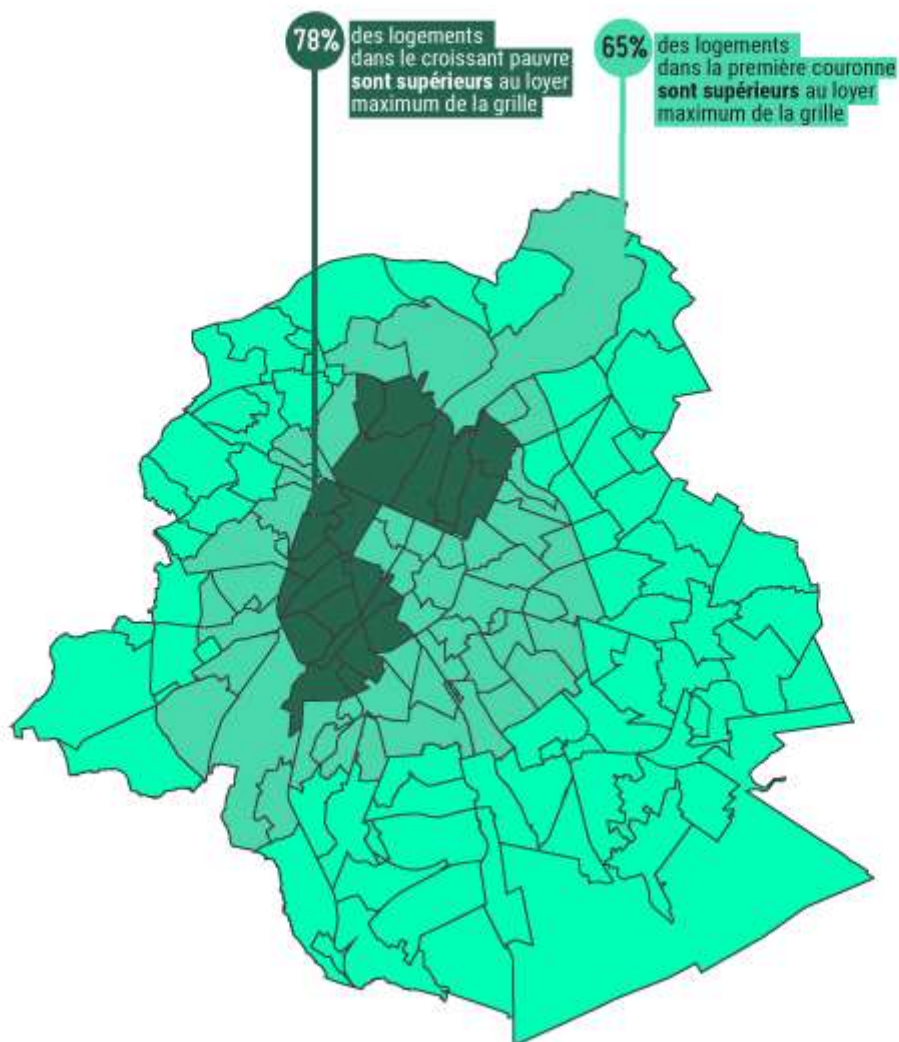 78%
des logements
dans le croissant pauvre
sont supérieurs au loyer
maximum de la grille
65%
des logements
dans la première couronne
sont supérieurs au loyer
maximum de la grille